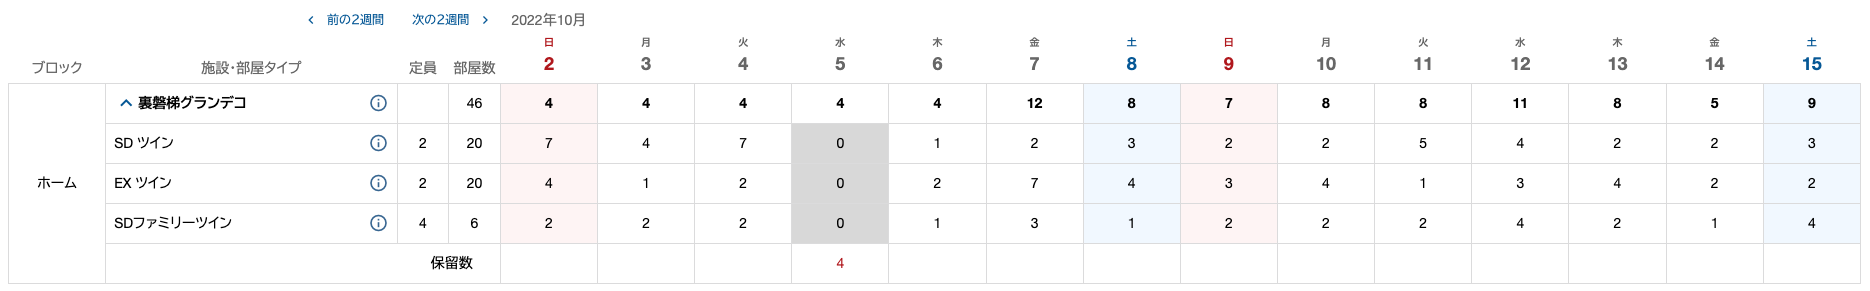 前の2週間 次の2週間 2022年10月
日 月 火 水 木 金 土 日 月 火 水 木 金 土
ブロック 施設・部屋タイプ 定員 部屋数 2 3 4 5 6 7 8 9 10 11 12 13 14 15
裏磐梯グランデコ 46 4 4 4 4 4 12 8 7 8 8 11 8 5 9
SD ツイン 2 20 7 4 7 0 1 2 3 2 2 5 4 2 2 3
ホーム EX ツイン 2 20 4 1 2 0 2 7 4 3 4 1 3 4 2 2
SDファミリーツイン 4 6 2 2 2 0 1 3 1 2 2 2 4 2 1 4
保留数 4